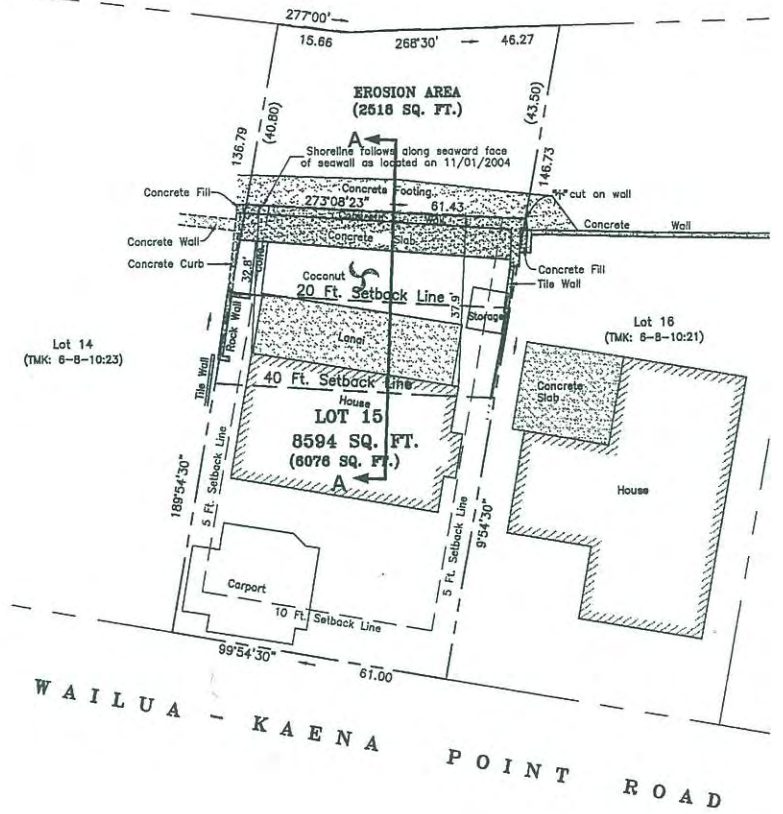 277°00'
15.66
268°30'
46.27
EROSION AREA
(2518 SQ. FT.)
136.79
(40.80)
(43.50)
146.73
A
Shoreline follows along seaward face
of seawall as located on 11/01/2004
Concrete Fill
Concrete Footing
"+" cut on wall
273°08'23"
61.43
Concrete Wall
Concrete Slab
Concrete Wall
Concrete Curb
Concrete Fill
Tile Wall
32.8'
Coconut
20 Ft. Setback Line
37.9'
Storage
Lot 14
(TMK: 6-8-10:23)
Rock Wall
Lanai
Lot 16
(TMK: 6-8-10:21)
Tile Wall
40 Ft. Setback Line
House
Concrete
Slab
LOT 15
8594 SQ. FT.
(6076 SQ. FT.)
A
House
189°54'30"
5 Ft. Setback Line
5 Ft. Setback Line
9°54'30"
Carport
10 Ft. Setback Line
99°54'30"
61.00
WAILUA - KAENA POINT ROAD